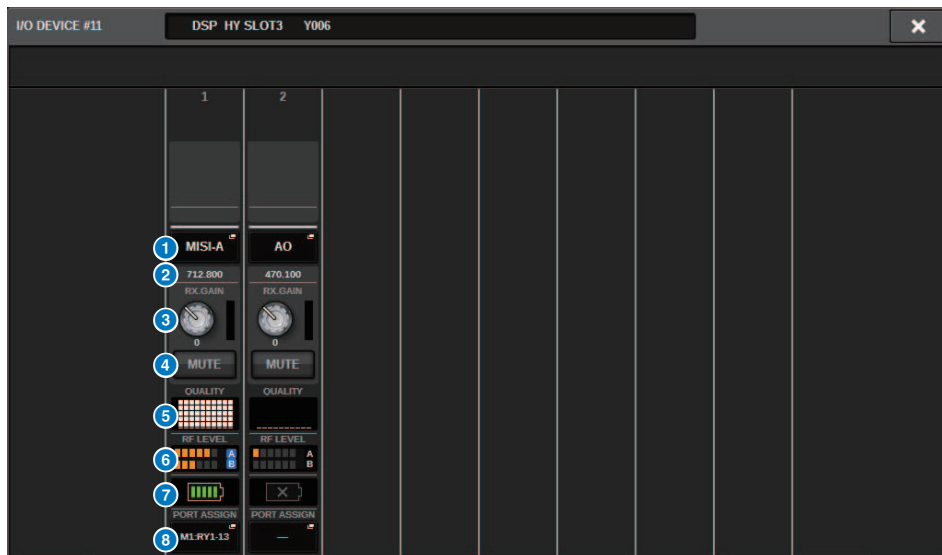 I/O DEVICE #11 DSP HY SLOT3 Y006
1 2
1 MISI-A AO
2 712.800 470.100
RX.GAIN RX.GAIN
3
0 0
4 MUTE MUTE
QUALITY QUALITY
5
RF LEVEL RF LEVEL
A A
6
B B
7
PORT ASSIGN PORT ASSIGN
8 M1:RY1-13 —